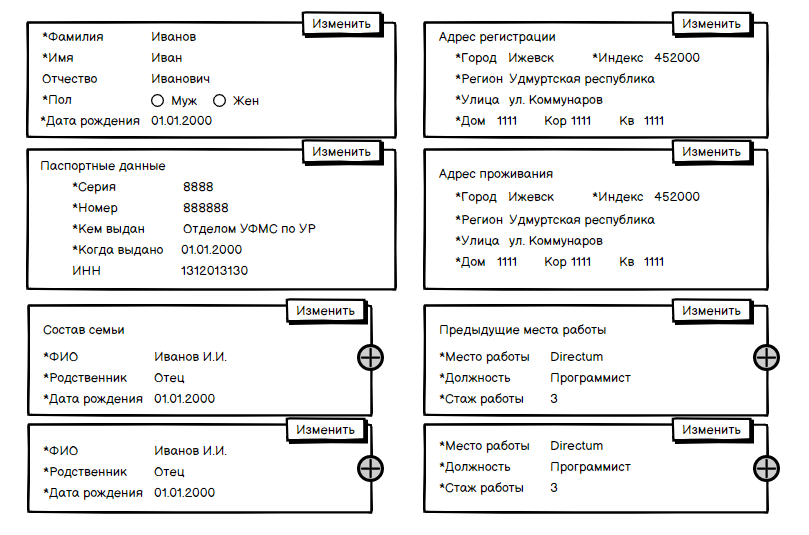 Изменить
*Фамилия Иванов
*Имя Иван
Отчество Иванович
*Пол Муж Жен
*Дата рождения 01.01.2000
Изменить
Адрес регистрации
*Город Ижевск *Индекс 452000
*Регион Удмуртская республика
*Улица ул. Коммунаров
*Дом 1111 Кор 1111 Кв 1111
Изменить
Паспортные данные
*Серия 8888
*Номер 888888
*Кем выдан Отделом УФМС по УР
*Когда выдано 01.01.2000
ИНН 1312013130
Изменить
Адрес проживания
*Город Ижевск *Индекс 452000
*Регион Удмуртская республика
*Улица ул. Коммунаров
*Дом 1111 Кор 1111 Кв 1111
Изменить
Состав семьи
*ФИО Иванов И.И.
*Родственник Отец
*Дата рождения 01.01.2000
Изменить
Предыдущие места работы
*Место работы Directum
*Должность Программист
*Стаж работы 3
Изменить
*ФИО Иванов И.И.
*Родственник Отец
*Дата рождения 01.01.2000
Изменить
*Место работы Directum
*Должность Программист
*Стаж работы 3